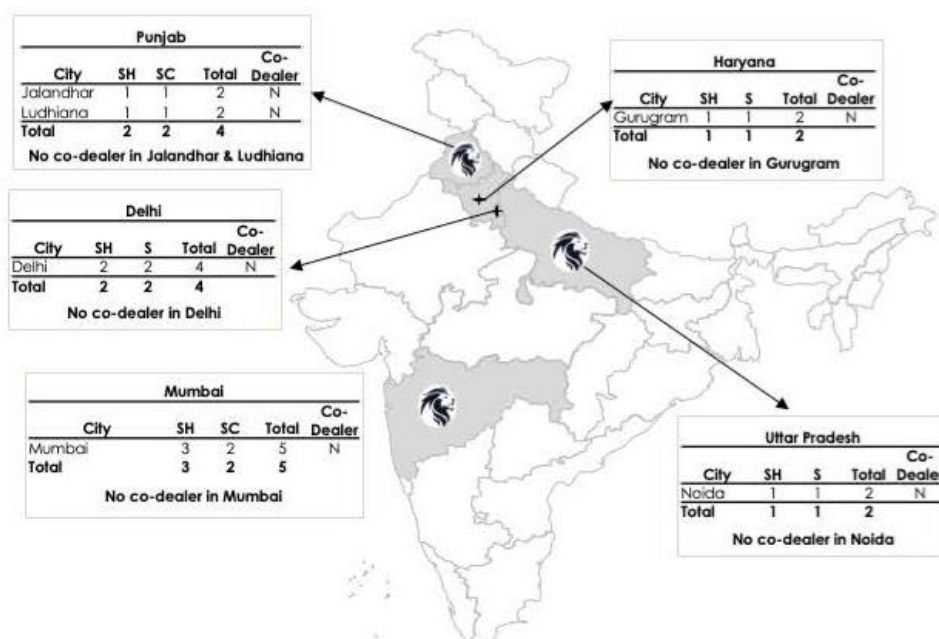 Punjab
City SH SC Total Co-Dealer
Jalandhar 1 1 2 N
Ludhiana 1 1 2 N
Total 2 2 4
No co-dealer in Jalandhar & Ludhiana
Haryana
City SH S Total Co-Dealer
Gurugram 1 1 2 N
Total 1 1 2
No co-dealer in Gurugram
Delhi
City SH S Total Co-Dealer
Delhi 2 2 4 N
Total 2 2 4
No co-dealer in Delhi
Mumbai
City SH SC Total Co-Dealer
Mumbai 3 2 5 N
Total 3 2 5
No co-dealer in Mumbai
Uttar Pradesh
City SH S Total Co-Dealer
Noida 1 1 2 N
Total 1 1 2
No co-dealer in Noida